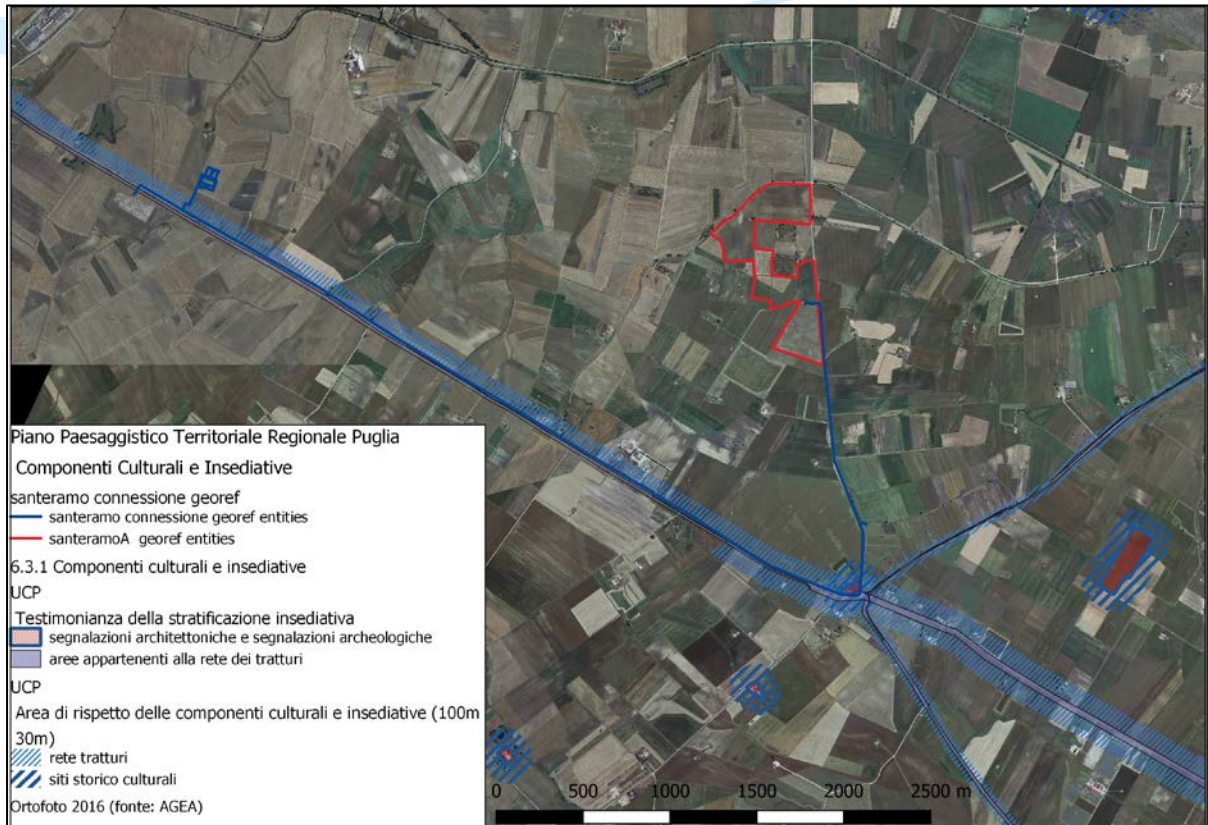 Piano Paesaggistico Territoriale Regionale Puglia
Componenti Culturali e Insediative
santeramo connessione georef
santeramo connessione georef entities
santeramoA georef entities
6.3.1 Componenti culturali e insediative
UCP
Testimonianza della stratificazione insediativa
segnalazioni architettoniche e segnalazioni archeologiche
aree appartenenti alla rete dei tratturi
UCP
Area di rispetto delle componenti culturali e insediative (100m
30m)
rete tratturi
siti storico culturali
Ortofoto 2016 (fonte: AGEA)
0 500 1000 1500 2000 2500 m